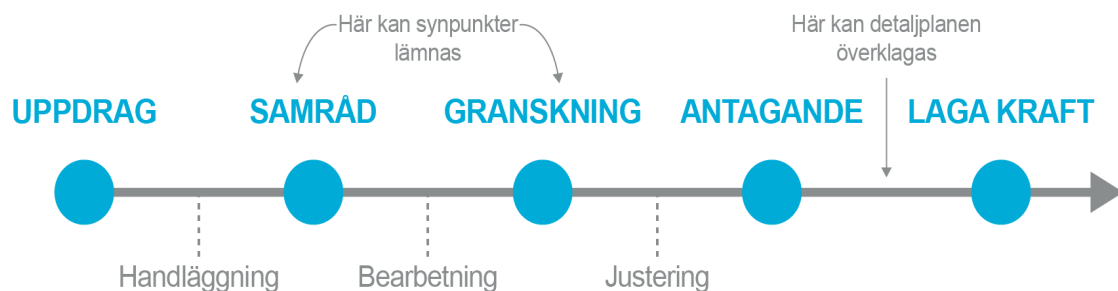 Här kan synpunkter
lämnas
Här kan detaljplanen
överklagas
UPPDRAG
SAMRÅD
GRANSKNING
ANTAGANDE
LAGA KRAFT
Handläggning
Bearbetning
Justering